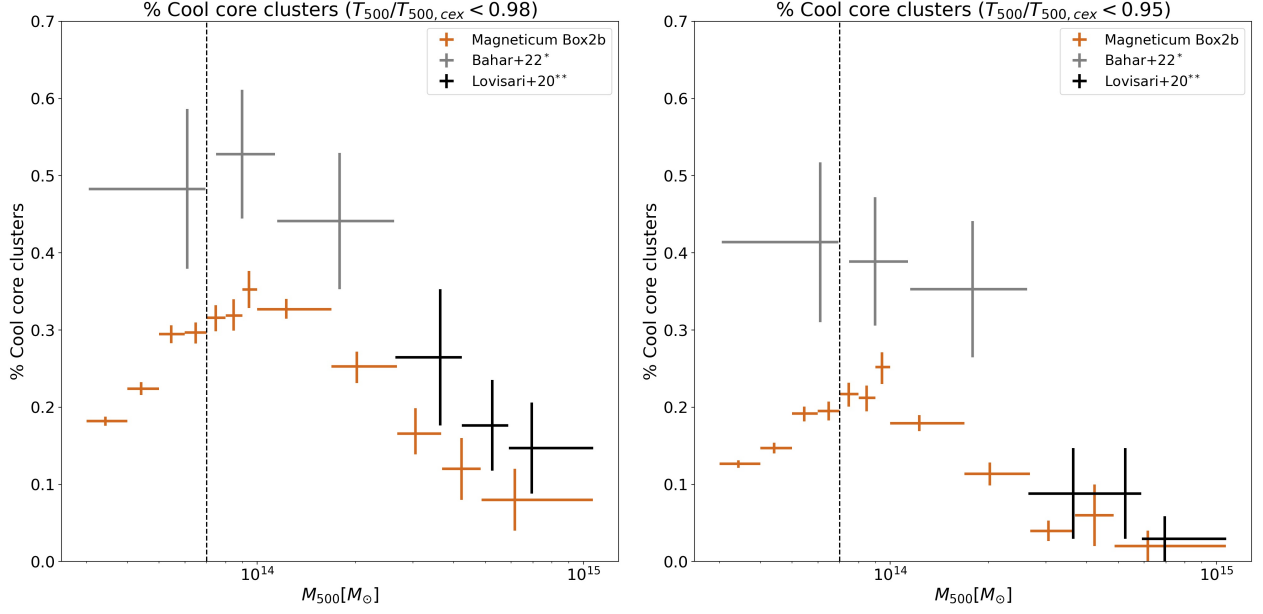 % Cool core clusters (T500/T500,cex < 0.98)
0.7
0.6
0.5
0.4
0.3
0.2
0.1
0.0
% Cool core clusters
Magneticum Box2b
Bahar+22*
Lovisari+20**
10^14
10^15
M500[M⊙]
% Cool core clusters (T500/T500,cex < 0.95)
0.7
0.6
0.5
0.4
0.3
0.2
0.1
0.0
% Cool core clusters
Magneticum Box2b
Bahar+22*
Lovisari+20**
10^14
10^15
M500[M⊙]